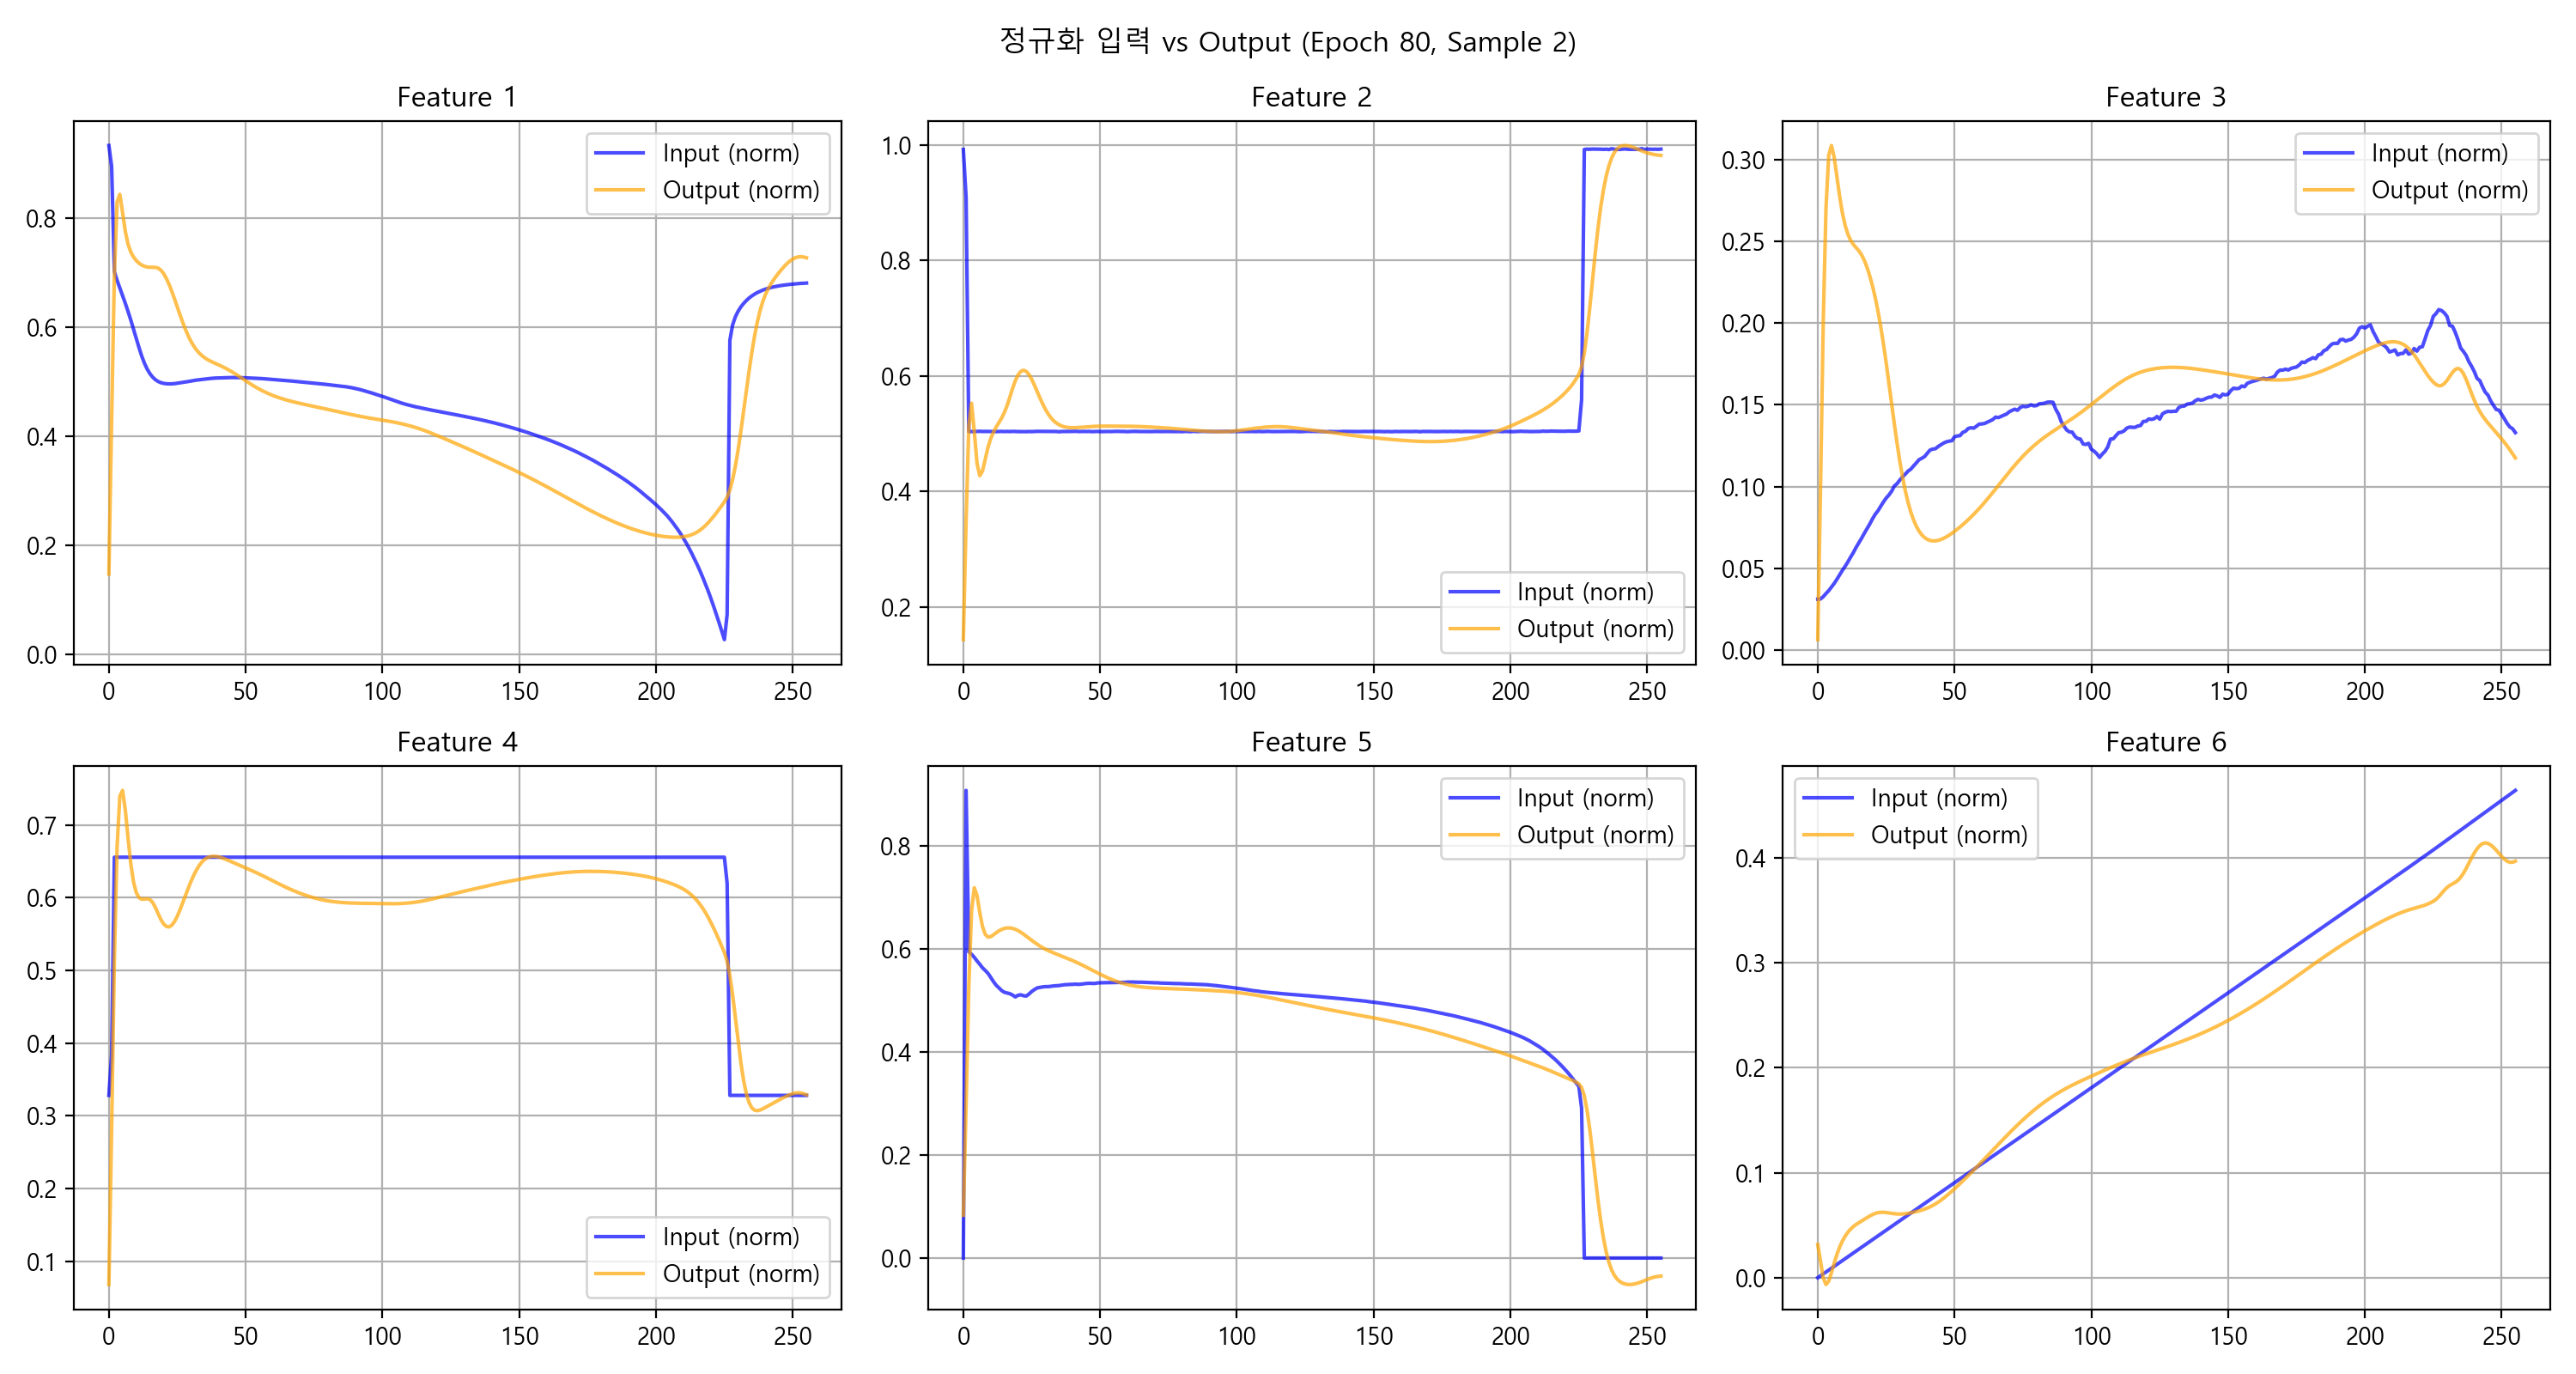 정규화 입력 vs Output (Epoch 80, Sample 2)
Feature 1
Input (norm)
Output (norm)
0.8
0.6
0.4
0.2
0.0
0 50 100 150 200 250
Feature 2
Input (norm)
Output (norm)
1.0
0.8
0.6
0.4
0.2
0 50 100 150 200 250
Feature 3
Input (norm)
Output (norm)
0.30
0.25
0.20
0.15
0.10
0.05
0.00
0 50 100 150 200 250
Feature 4
Input (norm)
Output (norm)
0.7
0.6
0.5
0.4
0.3
0.2
0.1
0 50 100 150 200 250
Feature 5
Input (norm)
Output (norm)
0.8
0.6
0.4
0.2
0.0
0 50 100 150 200 250
Feature 6
Input (norm)
Output (norm)
0.4
0.3
0.2
0.1
0.0
0 50 100 150 200 250